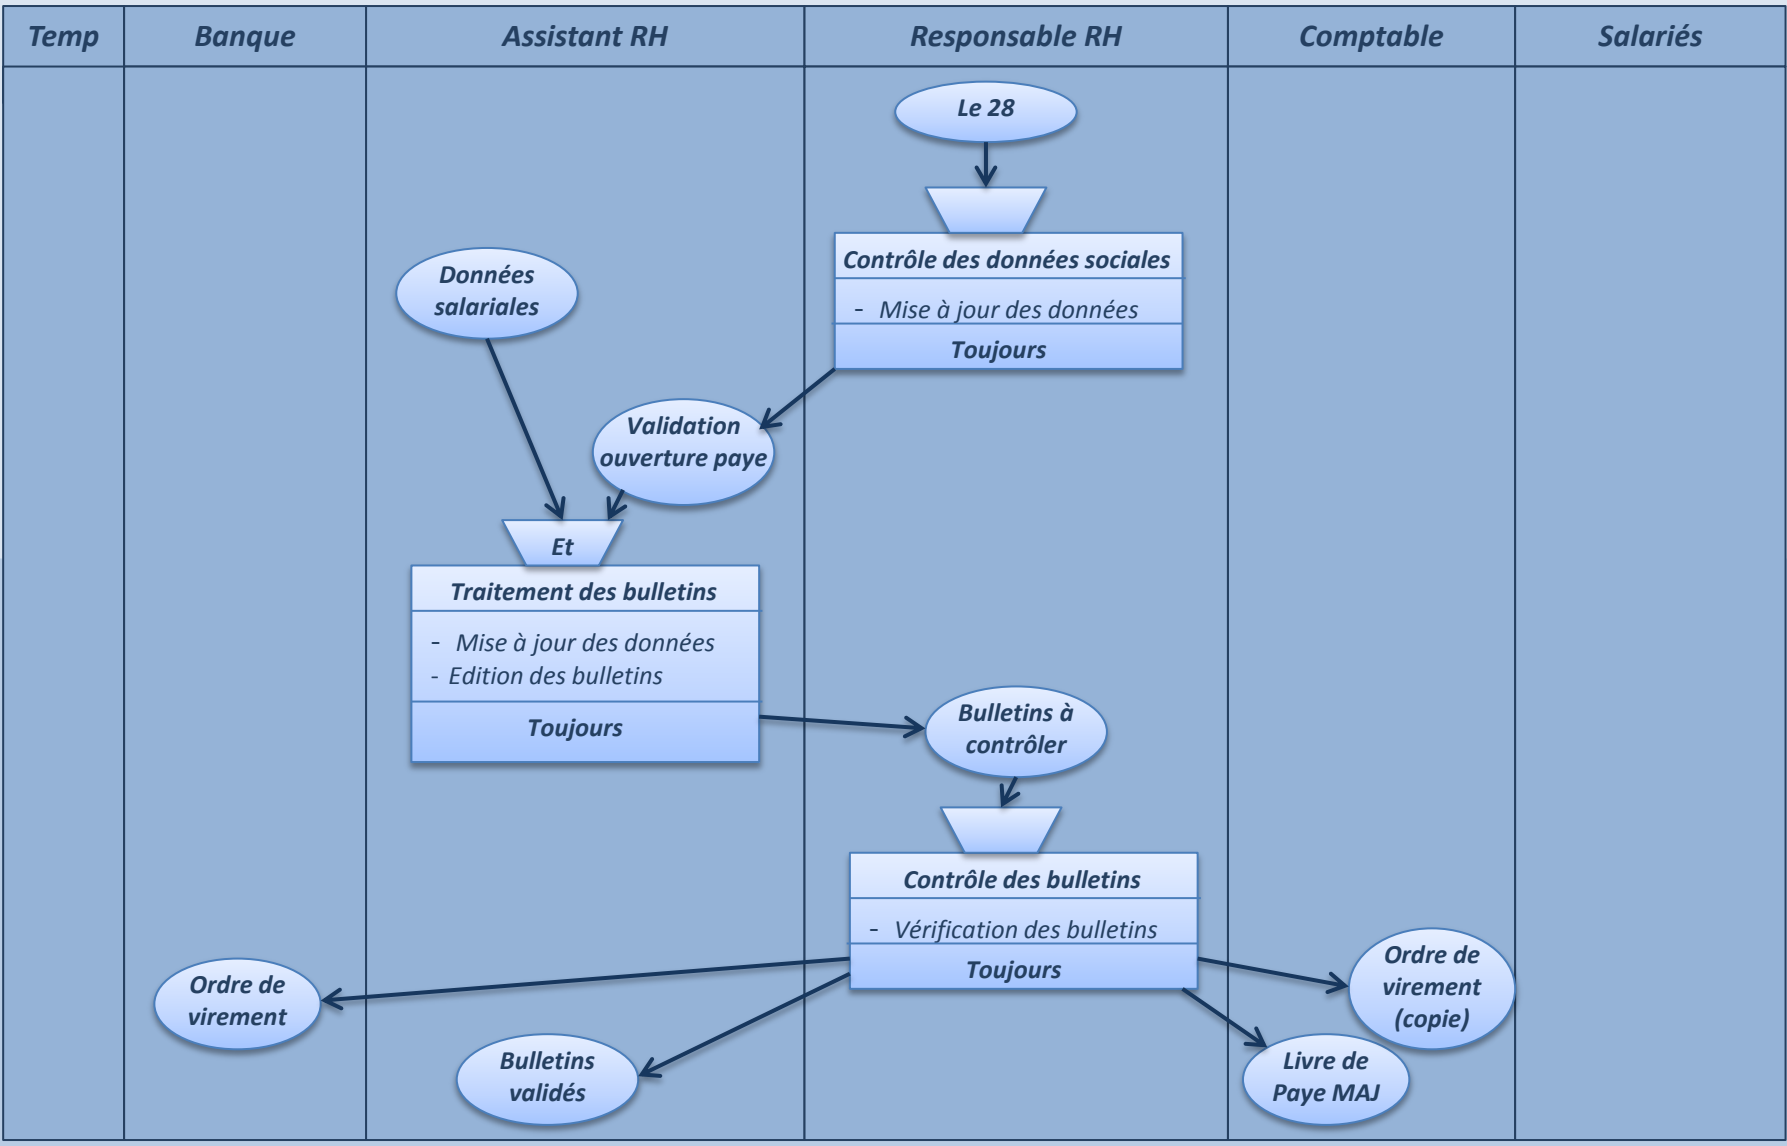 Temp
Banque
Assistant RH
Responsable RH
Comptable
Salariés
Le 28
Contrôle des données sociales
- Mise à jour des données
Toujours
Données
salariales
Validation
ouverture paye
Et
Traitement des bulletins
- Mise à jour des données
- Edition des bulletins
Toujours
Bulletins à
contrôler
Contrôle des bulletins
- Vérification des bulletins
Toujours
Ordre de
virement
Bulletins
validés
Ordre de
virement
(copie)
Livre de
Paye MAJ